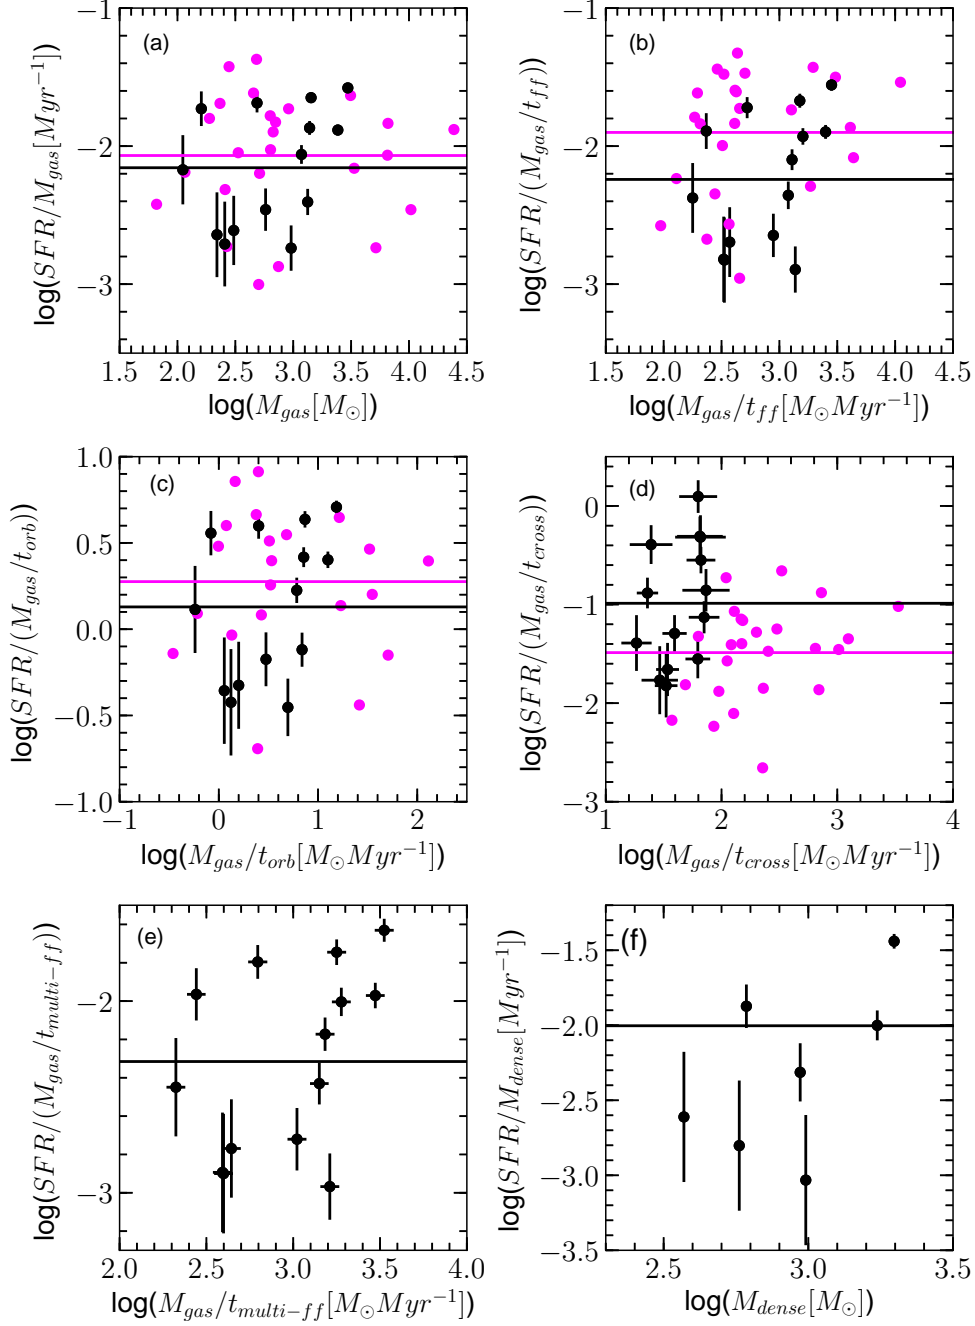 (a)
−1
−2
−3
log(SFR/M_gas[Myr^−1])
1.5 2.0 2.5 3.0 3.5 4.0 4.5
log(M_gas[M_⊙])
(b)
−1
−2
−3
log(SFR/(M_gas/t_ff))
1.5 2.0 2.5 3.0 3.5 4.0 4.5
log(M_gas/t_ff[M_⊙Myr^−1])
(c)
1.0
0.5
0.0
−0.5
−1.0
log(SFR/(M_gas/t_orb))
−1 0 1 2
log(M_gas/t_orb[M_⊙Myr^−1])
(d)
0
−1
−2
−3
log(SFR/(M_gas/t_cross))
1 2 3 4
log(M_gas/t_cross[M_⊙Myr^−1])
(e)
−2
−3
log(SFR/(M_gas/t_multi−ff))
2.0 2.5 3.0 3.5 4.0
log(M_gas/t_multi−ff[M_⊙Myr^−1])
(f)
−1.5
−2.0
−2.5
−3.0
−3.5
log(SFR/M_dense[Myr^−1])
2.5 3.0 3.5
log(M_dense[M_⊙])